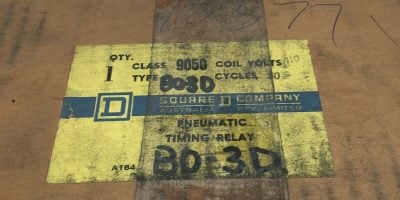 QTY. CLASS 9050 COIL VOLTS
1 TYPE BO3D CYCLES
D SQUARE D COMPANY
AUSTRALIA PTY. LIMITED
PNEUMATIC
TIMING RELAY
AT64 BO-3D